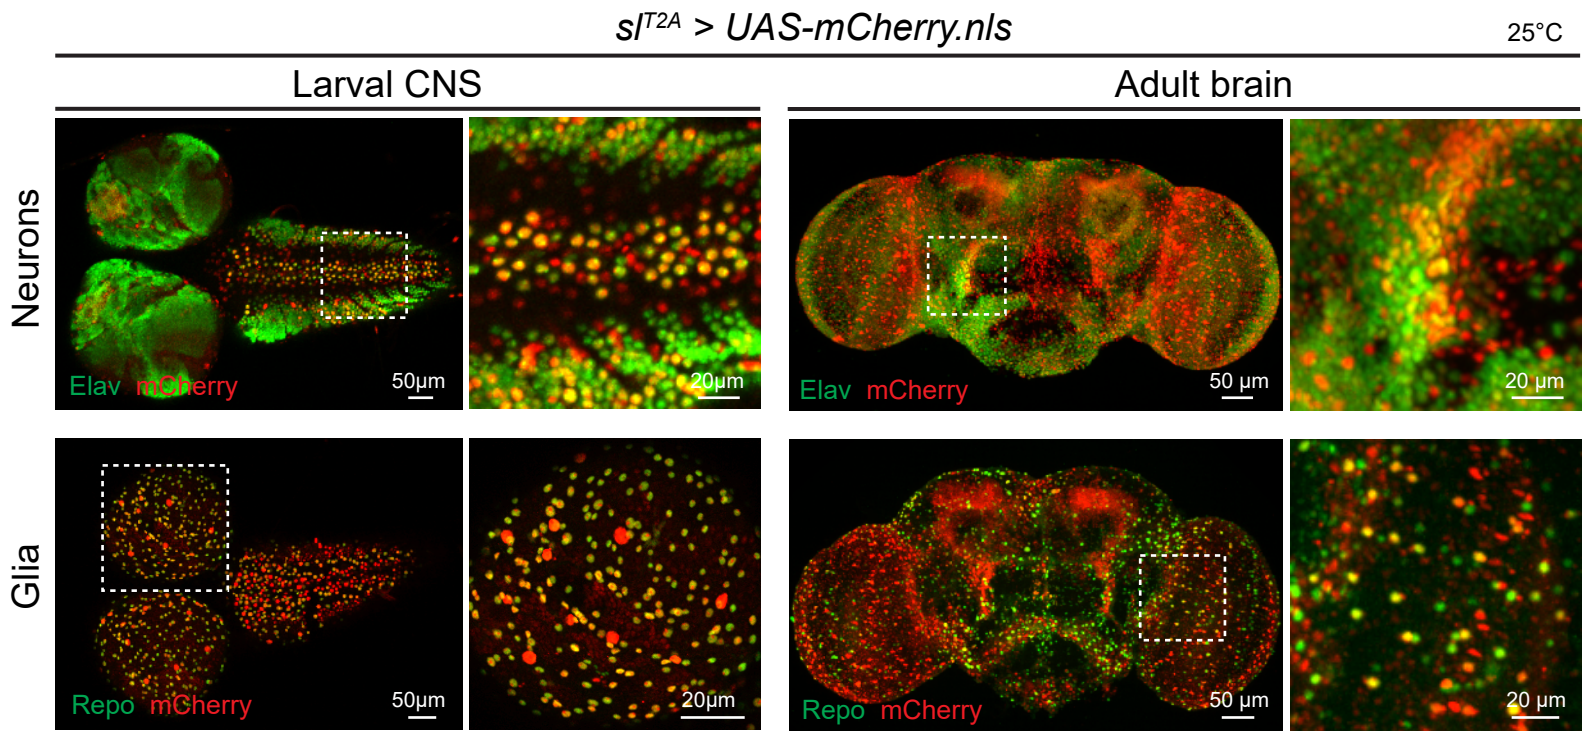 sl^T2A > UAS-mCherry.nls
25°C
Larval CNS
Adult brain
Neurons
Elav mCherry
50µm
20µm
Elav mCherry
50 µm
20 µm
Glia
Repo mCherry
50µm
20µm
Repo mCherry
50 µm
20 µm